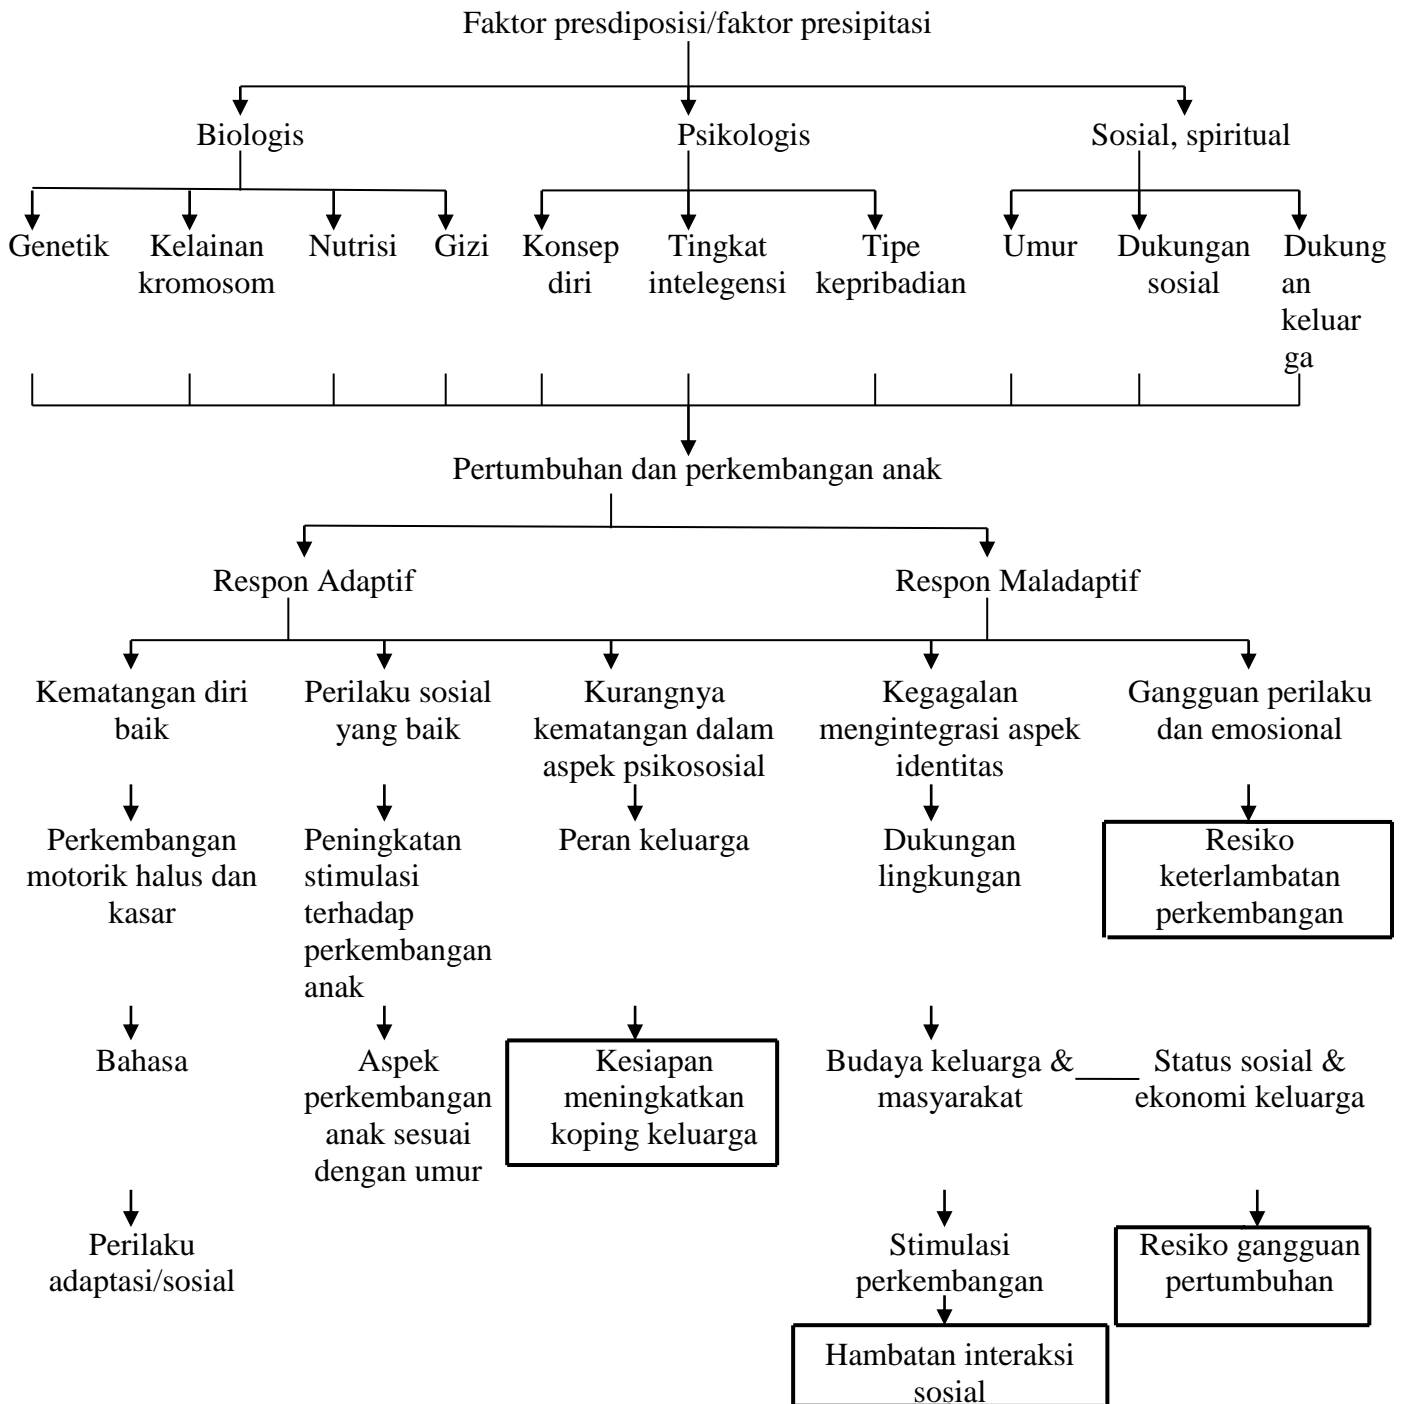 Faktor presdiposisi/faktor presipitasi
Biologis
Psikologis
Sosial, spiritual
Genetik
Kelainan
kromosom
Nutrisi
Gizi
Konsep
diri
Tingkat
intelegensi
Tipe
kepribadian
Umur
Dukungan
sosial
Dukung
an
keluar
ga
Pertumbuhan dan perkembangan anak
Respon Adaptif
Respon Maladaptif
Kematangan diri
baik
Perilaku sosial
yang baik
Kurangnya
kematangan dalam
aspek psikososial
Kegagalan
mengintegrasi aspek
identitas
Gangguan perilaku
dan emosional
Perkembangan
motorik halus dan
kasar
Peningkatan
stimulasi
terhadap
perkembangan
anak
Peran keluarga
Dukungan
lingkungan
Resiko
keterlambatan
perkembangan
Bahasa
Aspek
perkembangan
anak sesuai
dengan umur
Kesiapan
meningkatkan
koping keluarga
Budaya keluarga &
masyarakat
Status sosial &
ekonomi keluarga
Perilaku
adaptasi/sosial
Stimulasi
perkembangan
Resiko gangguan
pertumbuhan
Hambatan interaksi
sosial